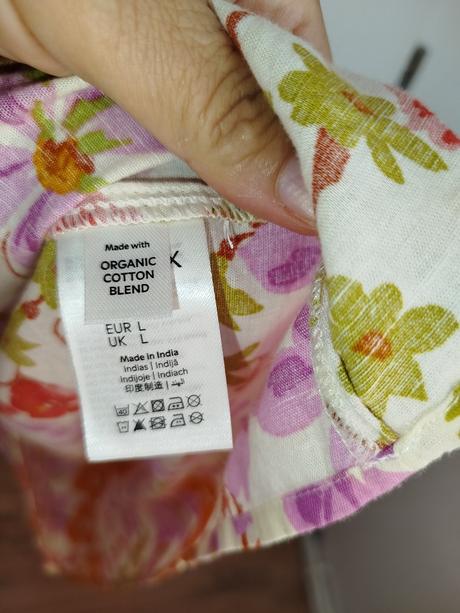 Made with
ORGANIC
COTTON
BLEND
K
EUR L
UK L
Made in India
Indias | Indijā
Indijoje | Indiach
印度制造 | الهند
40